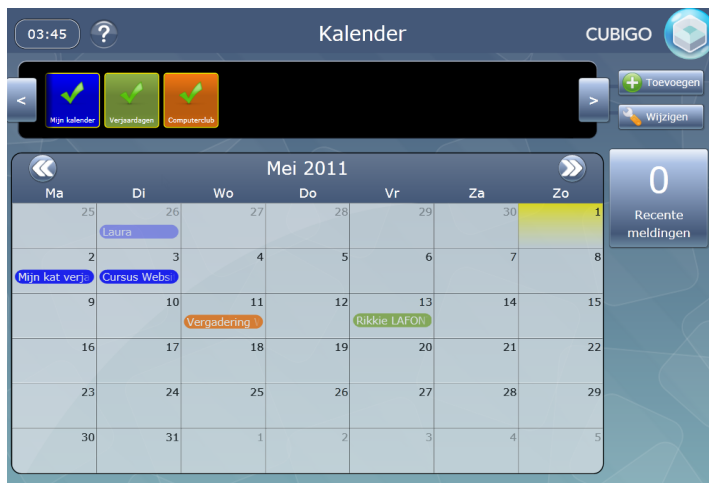 03:45
?
Kalender
CUBIGO
<
Mijn kalender
Verjaardagen
Computerclub
>
Toevoegen
Wijzigen
Mei 2011
Ma Di Wo Do Vr Za Zo
25 26 27 28 29 30 1
Laura
2 3 4 5 6 7 8
Mijn kat verja Cursus Websi
9 10 11 12 13 14 15
Vergadering Rikkie LAFON
16 17 18 19 20 21 22
23 24 25 26 27 28 29
30 31 1 2 3 4 5
0
Recente
meldingen